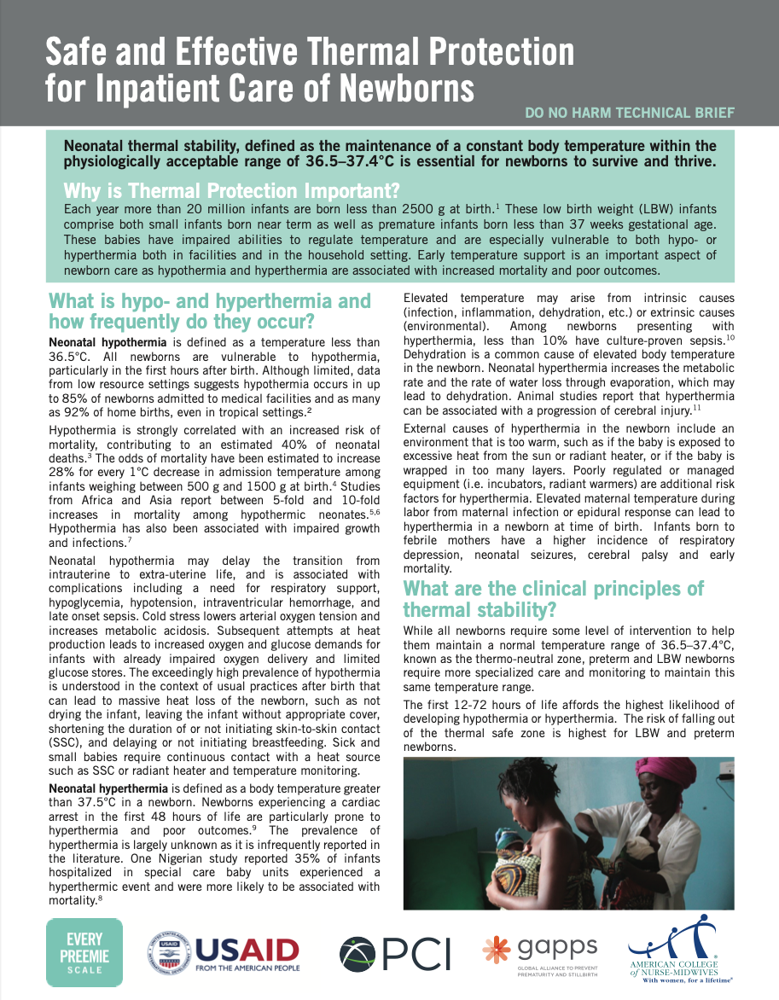 Safe and Effective Thermal Protection
for Inpatient Care of Newborns
DO NO HARM TECHNICAL BRIEF
Neonatal thermal stability, defined as the maintenance of a constant body temperature within the
physiologically acceptable range of 36.5–37.4°C is essential for newborns to survive and thrive.
Why is Thermal Protection Important?
Each year more than 20 million infants are born less than 2500 g at birth.¹ These low birth weight (LBW) infants
comprise both small infants born near term as well as premature infants born less than 37 weeks gestational age.
These babies have impaired abilities to regulate temperature and are especially vulnerable to both hypo- or
hyperthermia both in facilities and in the household setting. Early temperature support is an important aspect of
newborn care as hypothermia and hyperthermia are associated with increased mortality and poor outcomes.
What is hypo- and hyperthermia and
how frequently do they occur?
Neonatal hypothermia is defined as a temperature less than
36.5°C. All newborns are vulnerable to hypothermia,
particularly in the first hours after birth. Although limited, data
from low resource settings suggests hypothermia occurs in up
to 85% of newborns admitted to medical facilities and as many
as 92% of home births, even in tropical settings.²
Hypothermia is strongly correlated with an increased risk of
mortality, contributing to an estimated 40% of neonatal
deaths.³ The odds of mortality have been estimated to increase
28% for every 1°C decrease in admission temperature among
infants weighing between 500 g and 1500 g at birth.⁴ Studies
from Africa and Asia report between 5-fold and 10-fold
increases in mortality among hypothermic neonates.⁵,⁶
Hypothermia has also been associated with impaired growth
and infections.⁷
Neonatal hypothermia may delay the transition from
intrauterine to extra-uterine life, and is associated with
complications including a need for respiratory support,
hypoglycemia, hypotension, intraventricular hemorrhage, and
late onset sepsis. Cold stress lowers arterial oxygen tension and
increases metabolic acidosis. Subsequent attempts at heat
production leads to increased oxygen and glucose demands for
infants with already impaired oxygen delivery and limited
glucose stores. The exceedingly high prevalence of hypothermia
is understood in the context of usual practices after birth that
can lead to massive heat loss of the newborn, such as not
drying the infant, leaving the infant without appropriate cover,
shortening the duration of or not initiating skin-to-skin contact
(SSC), and delaying or not initiating breastfeeding. Sick and
small babies require continuous contact with a heat source
such as SSC or radiant heater and temperature monitoring.
Neonatal hyperthermia is defined as a body temperature greater
than 37.5°C in a newborn. Newborns experiencing a cardiac
arrest in the first 48 hours of life are particularly prone to
hyperthermia and poor outcomes.⁹ The prevalence of
hyperthermia is largely unknown as it is infrequently reported in
the literature. One Nigerian study reported 35% of infants
hospitalized in special care baby units experienced a
hyperthermic event and were more likely to be associated with
mortality.⁸
Elevated temperature may arise from intrinsic causes
(infection, inflammation, dehydration, etc.) or extrinsic causes
(environmental). Among newborns presenting with
hyperthermia, less than 10% have culture-proven sepsis.¹⁰
Dehydration is a common cause of elevated body temperature
in the newborn. Neonatal hyperthermia increases the metabolic
rate and the rate of water loss through evaporation, which may
lead to dehydration. Animal studies report that hyperthermia
can be associated with a progression of cerebral injury.¹¹
External causes of hyperthermia in the newborn include an
environment that is too warm, such as if the baby is exposed to
excessive heat from the sun or radiant heater, or if the baby is
wrapped in too many layers. Poorly regulated or managed
equipment (i.e. incubators, radiant warmers) are additional risk
factors for hyperthermia. Elevated maternal temperature during
labor from maternal infection or epidural response can lead to
hyperthermia in a newborn at time of birth. Infants born to
febrile mothers have a higher incidence of respiratory
depression, neonatal seizures, cerebral palsy and early
mortality.
What are the clinical principles of
thermal stability?
While all newborns require some level of intervention to help
them maintain a normal temperature range of 36.5–37.4°C,
known as the thermo-neutral zone, preterm and LBW newborns
require more specialized care and monitoring to maintain this
same temperature range.
The first 12-72 hours of life affords the highest likelihood of
developing hypothermia or hyperthermia. The risk of falling out
of the thermal safe zone is highest for LBW and preterm
newborns.
EVERY
PREEMIE
SCALE
USAID
USAID
FROM THE AMERICAN PEOPLE
PCI
gapps
GLOBAL ALLIANCE TO PREVENT
PREMATURITY AND STILLBIRTH
AMERICAN COLLEGE
of NURSE-MIDWIVES
With women, for a lifetime®